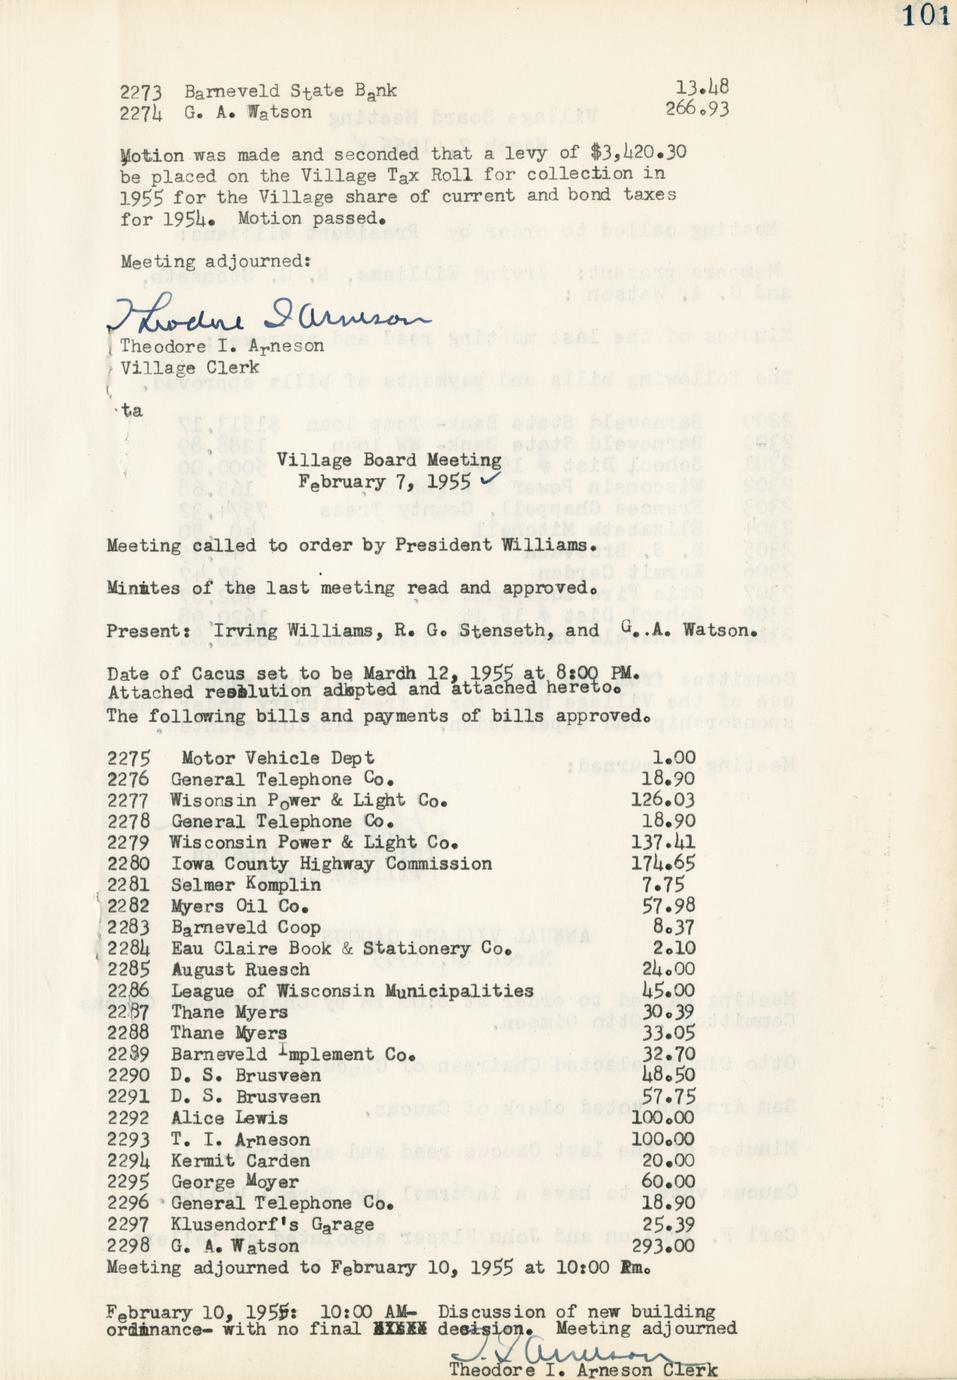 101
2273 Barneveld State Bank 13.48
2274 G. A. Watson 266.93
Motion was made and seconded that a levy of $3,420.30
be placed on the Village Tax Roll for collection in
1955 for the Village share of current and bond taxes
for 1954. Motion passed.
Meeting adjourned:
Theodore I Arneson
Theodore I. Arneson
Village Clerk
ta
Village Board Meeting
February 7, 1955 ✓
Meeting called to order by President Williams.
Minutes of the last meeting read and approved.
Present: Irving Williams, R. G. Stenseth, and G..A. Watson.
Date of Cacus set to be Mardh 12, 1955 at 8:00 PM.
Attached resolution adopted and attached hereto.
The following bills and payments of bills approved.
2275 Motor Vehicle Dept 1.00
2276 General Telephone Co. 18.90
2277 Wisonsin Power & Light Co. 126.03
2278 General Telephone Co. 18.90
2279 Wisconsin Power & Light Co. 137.41
2280 Iowa County Highway Commission 174.65
2281 Selmer Komplin 7.75
2282 Myers Oil Co. 57.98
2283 Barneveld Coop 8.37
2284 Eau Claire Book & Stationery Co. 2.10
2285 August Ruesch 24.00
2286 League of Wisconsin Municipalities 45.00
2287 Thane Myers 30.39
2288 Thane Myers 33.05
2289 Barneveld Implement Co. 32.70
2290 D. S. Brusveen 48.50
2291 D. S. Brusveen 57.75
2292 Alice Lewis 100.00
2293 T. I. Arneson 100.00
2294 Kermit Carden 20.00
2295 George Moyer 60.00
2296 General Telephone Co. 18.90
2297 Klusendorf's Garage 25.39
2298 G. A. Watson 293.00
Meeting adjourned to February 10, 1955 at 10:00 Pm.
February 10, 1955: 10:00 AM- Discussion of new building
ordinance- with no final decision. Meeting adjourned
T. I Arneson
Theodore I. Arneson Clerk